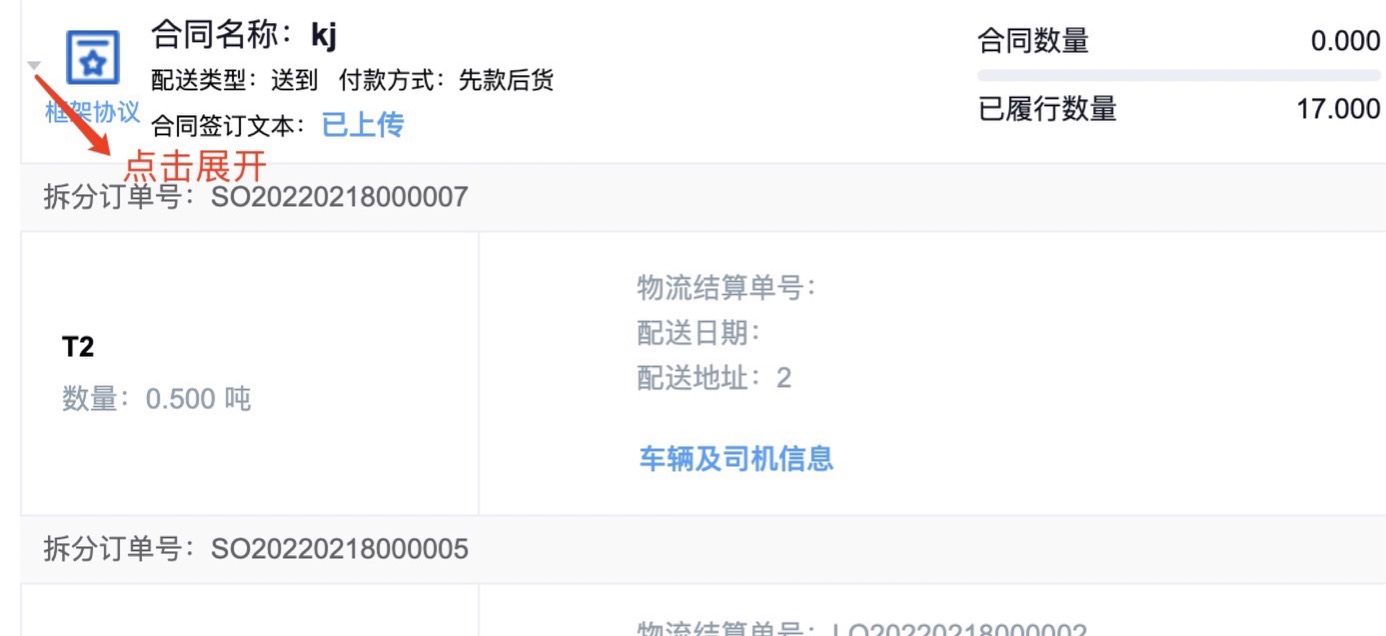 合同名称：kj
配送类型：送到 付款方式：先款后货
框架协议
合同签订文本：已上传
合同数量 0.000
已履行数量 17.000
点击展开
拆分订单号：SO20220218000007
T2
数量：0.500 吨
物流结算单号：
配送日期：
配送地址：2
车辆及司机信息
拆分订单号：SO20220218000005
物流结算单号：LO20220218000002